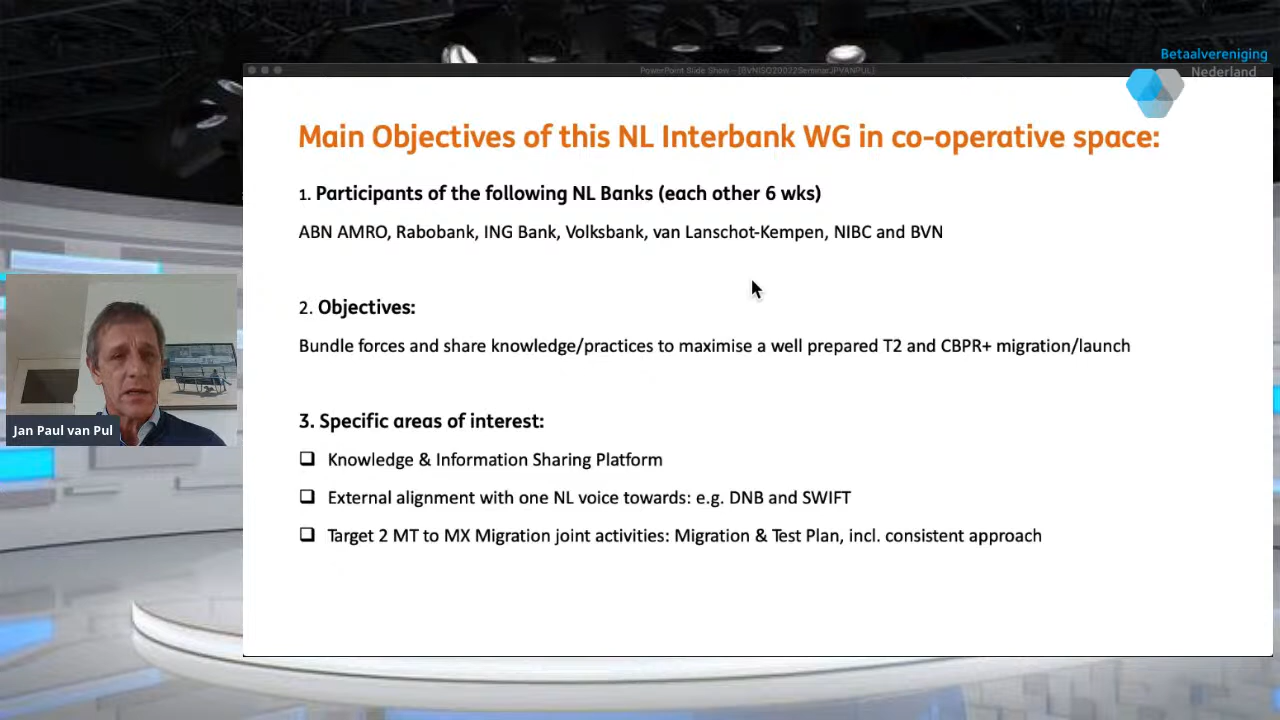 Betaalvereniging
Nederland
PowerPoint Slide Show - [BVNISO20022SeminarJPVANPUL]
Main Objectives of this NL Interbank WG in co-operative space:
1. Participants of the following NL Banks (each other 6 wks)
ABN AMRO, Rabobank, ING Bank, Volksbank, van Lanschot-Kempen, NIBC and BVN
2. Objectives:
Bundle forces and share knowledge/practices to maximise a well prepared T2 and CBPR+ migration/launch
3. Specific areas of interest:
Knowledge & Information Sharing Platform
External alignment with one NL voice towards: e.g. DNB and SWIFT
Target 2 MT to MX Migration joint activities: Migration & Test Plan, incl. consistent approach
Jan Paul van Pul